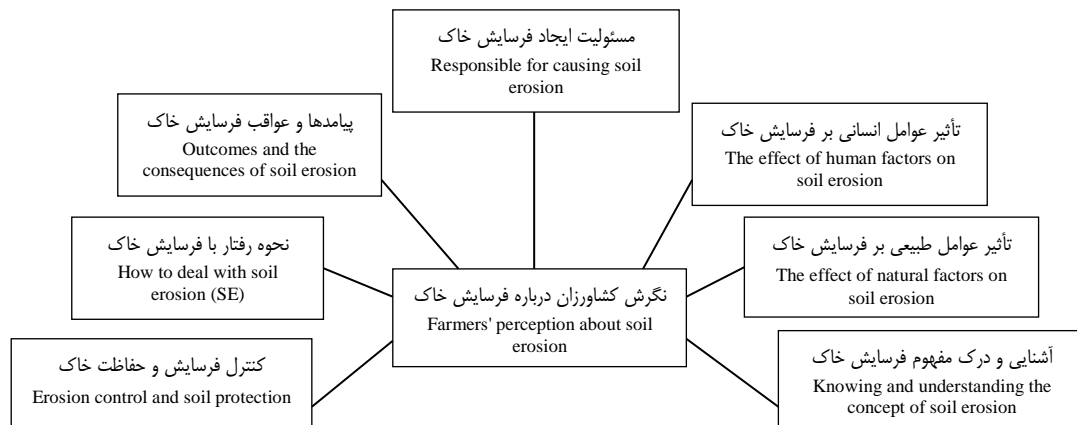 مسئولیت ایجاد فرسایش خاک
Responsible for causing soil
erosion
پیامدها و عواقب فرسایش خاک
Outcomes and the
consequences of soil erosion
تأثیر عوامل انسانی بر فرسایش خاک
The effect of human factors on
soil erosion
نحوه رفتار با فرسایش خاک
How to deal with soil
erosion (SE)
تأثیر عوامل طبیعی بر فرسایش خاک
The effect of natural factors on
soil erosion
نگرش کشاورزان درباره فرسایش خاک
Farmers' perception about soil
erosion
کنترل فرسایش و حفاظت خاک
Erosion control and soil protection
آشنایی و درک مفهوم فرسایش خاک
Knowing and understanding the
concept of soil erosion